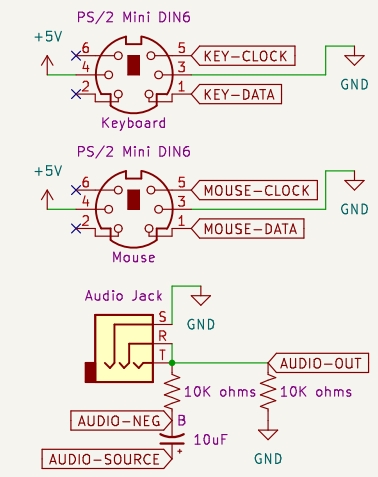 PS/2 Mini DIN6
+5V
6 5 KEY-CLOCK
4 3
GND
2 1 KEY-DATA
Keyboard
PS/2 Mini DIN6
+5V
6 5 MOUSE-CLOCK
4 3
GND
2 1 MOUSE-DATA
Mouse
Audio Jack
S
GND
R
T AUDIO-OUT
10K ohms 10K ohms
AUDIO-NEG B
10uF
+
AUDIO-SOURCE GND